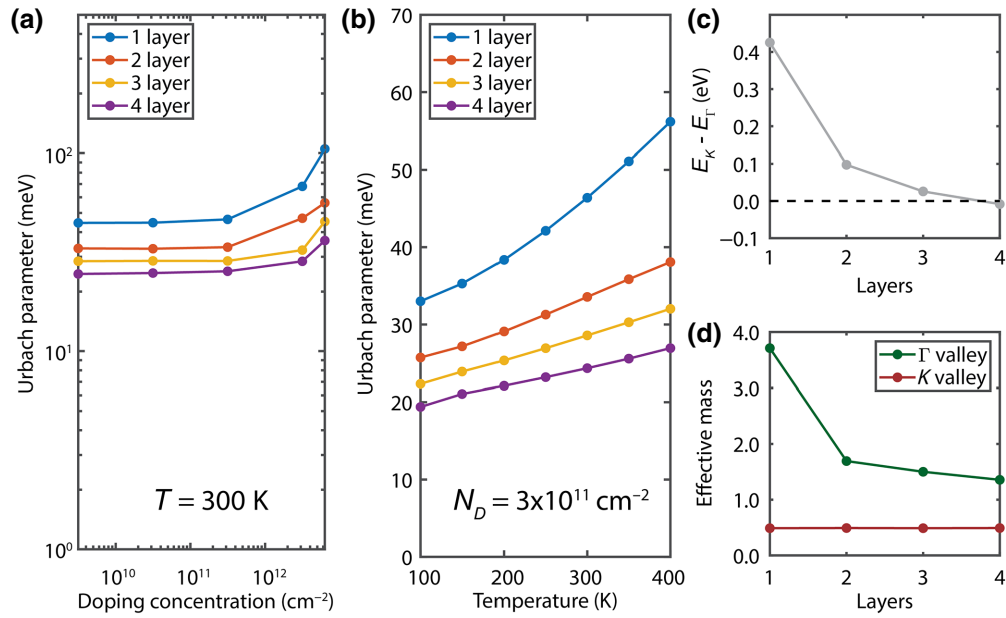 (a)
1 layer
2 layer
3 layer
4 layer
Urbach parameter (meV)
10²
10¹
10⁰
T = 300 K
10¹⁰
10¹¹
10¹²
Doping concentration (cm⁻²)
(b)
1 layer
2 layer
3 layer
4 layer
Urbach parameter (meV)
70
60
50
40
30
20
10
0
N_D = 3x10¹¹ cm⁻²
100
200
300
400
Temperature (K)
(c)
E_K - E_Γ (eV)
0.4
0.3
0.2
0.1
0.0
−0.1
1
2
3
4
Layers
(d)
Γ valley
K valley
Effective mass
4.0
3.0
2.0
1.0
0.0
1
2
3
4
Layers